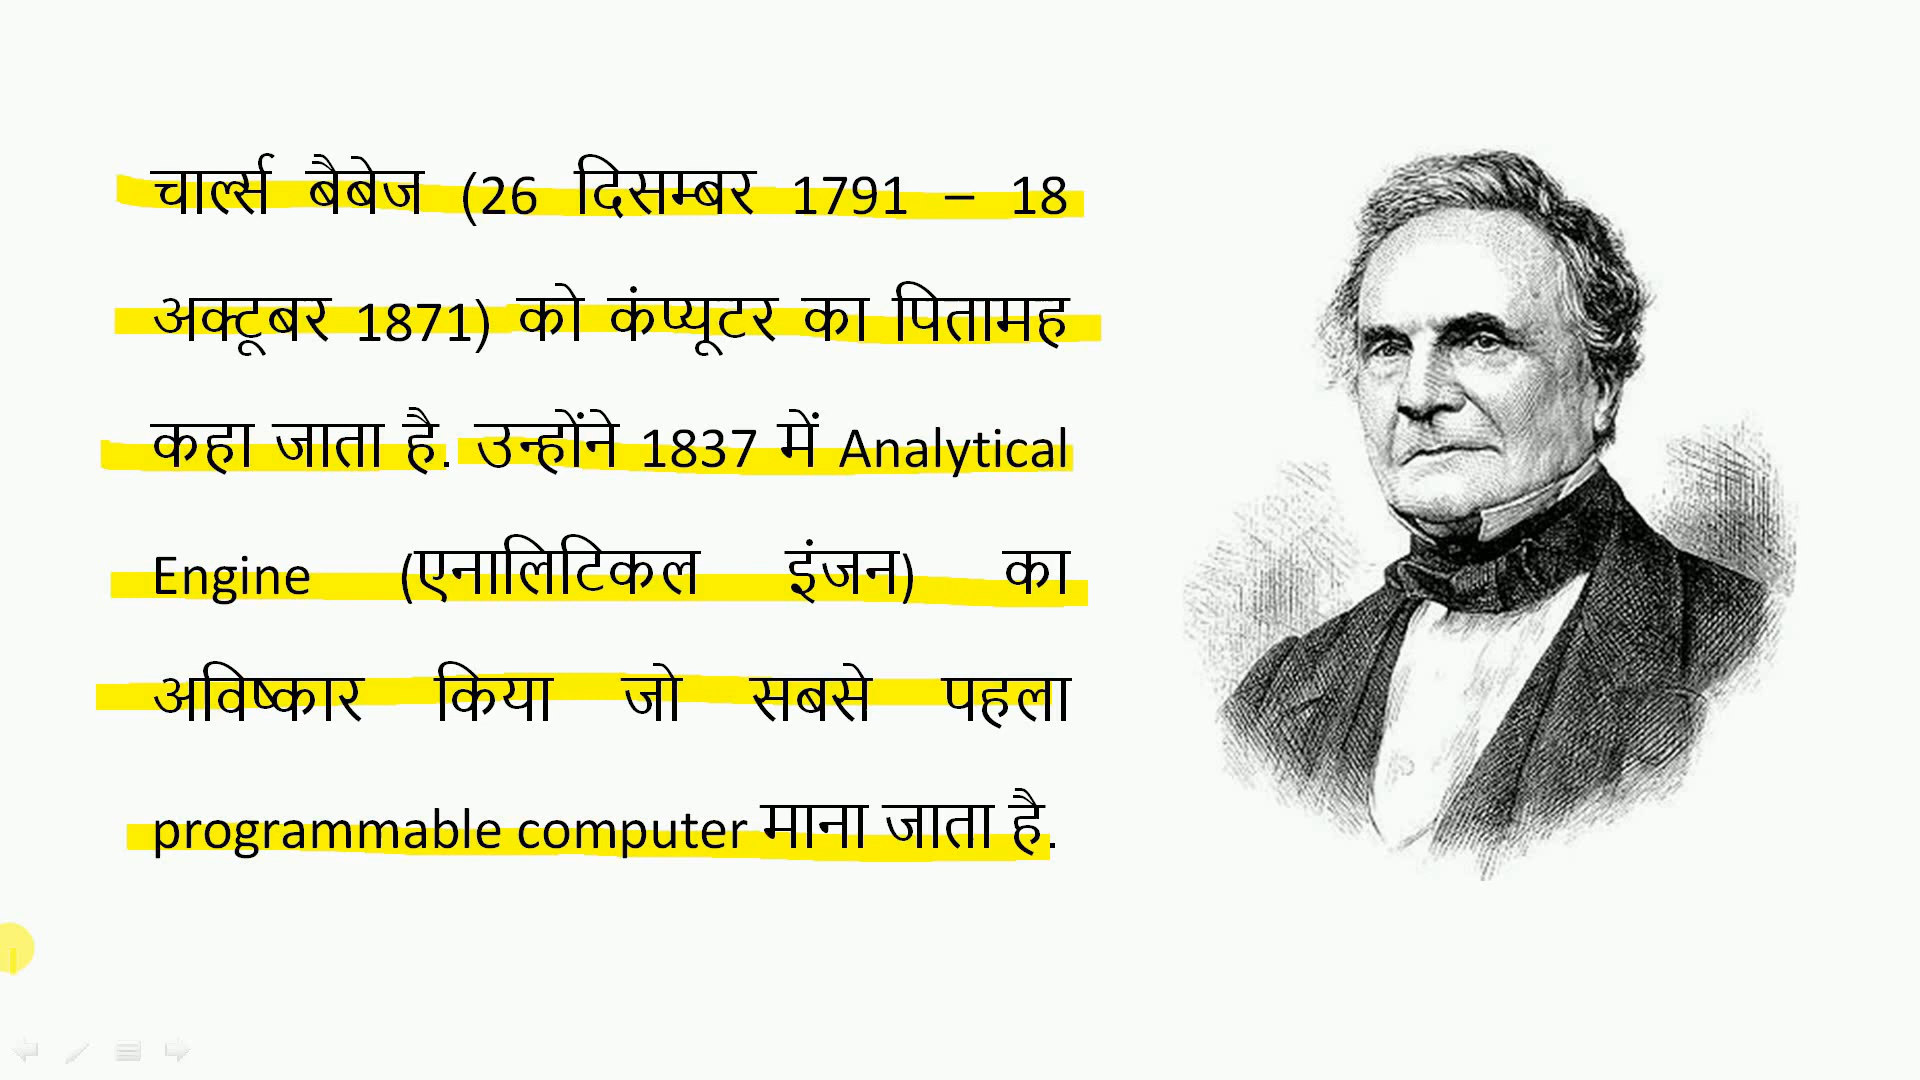 चार्ल्स बैबेज (26 दिसम्बर 1791 – 18
अक्टूबर 1871) को कंप्यूटर का पितामह
कहा जाता है. उन्होंने 1837 में Analytical
Engine (एनालिटिकल इंजन) का
अविष्कार किया जो सबसे पहला
programmable computer माना जाता है.